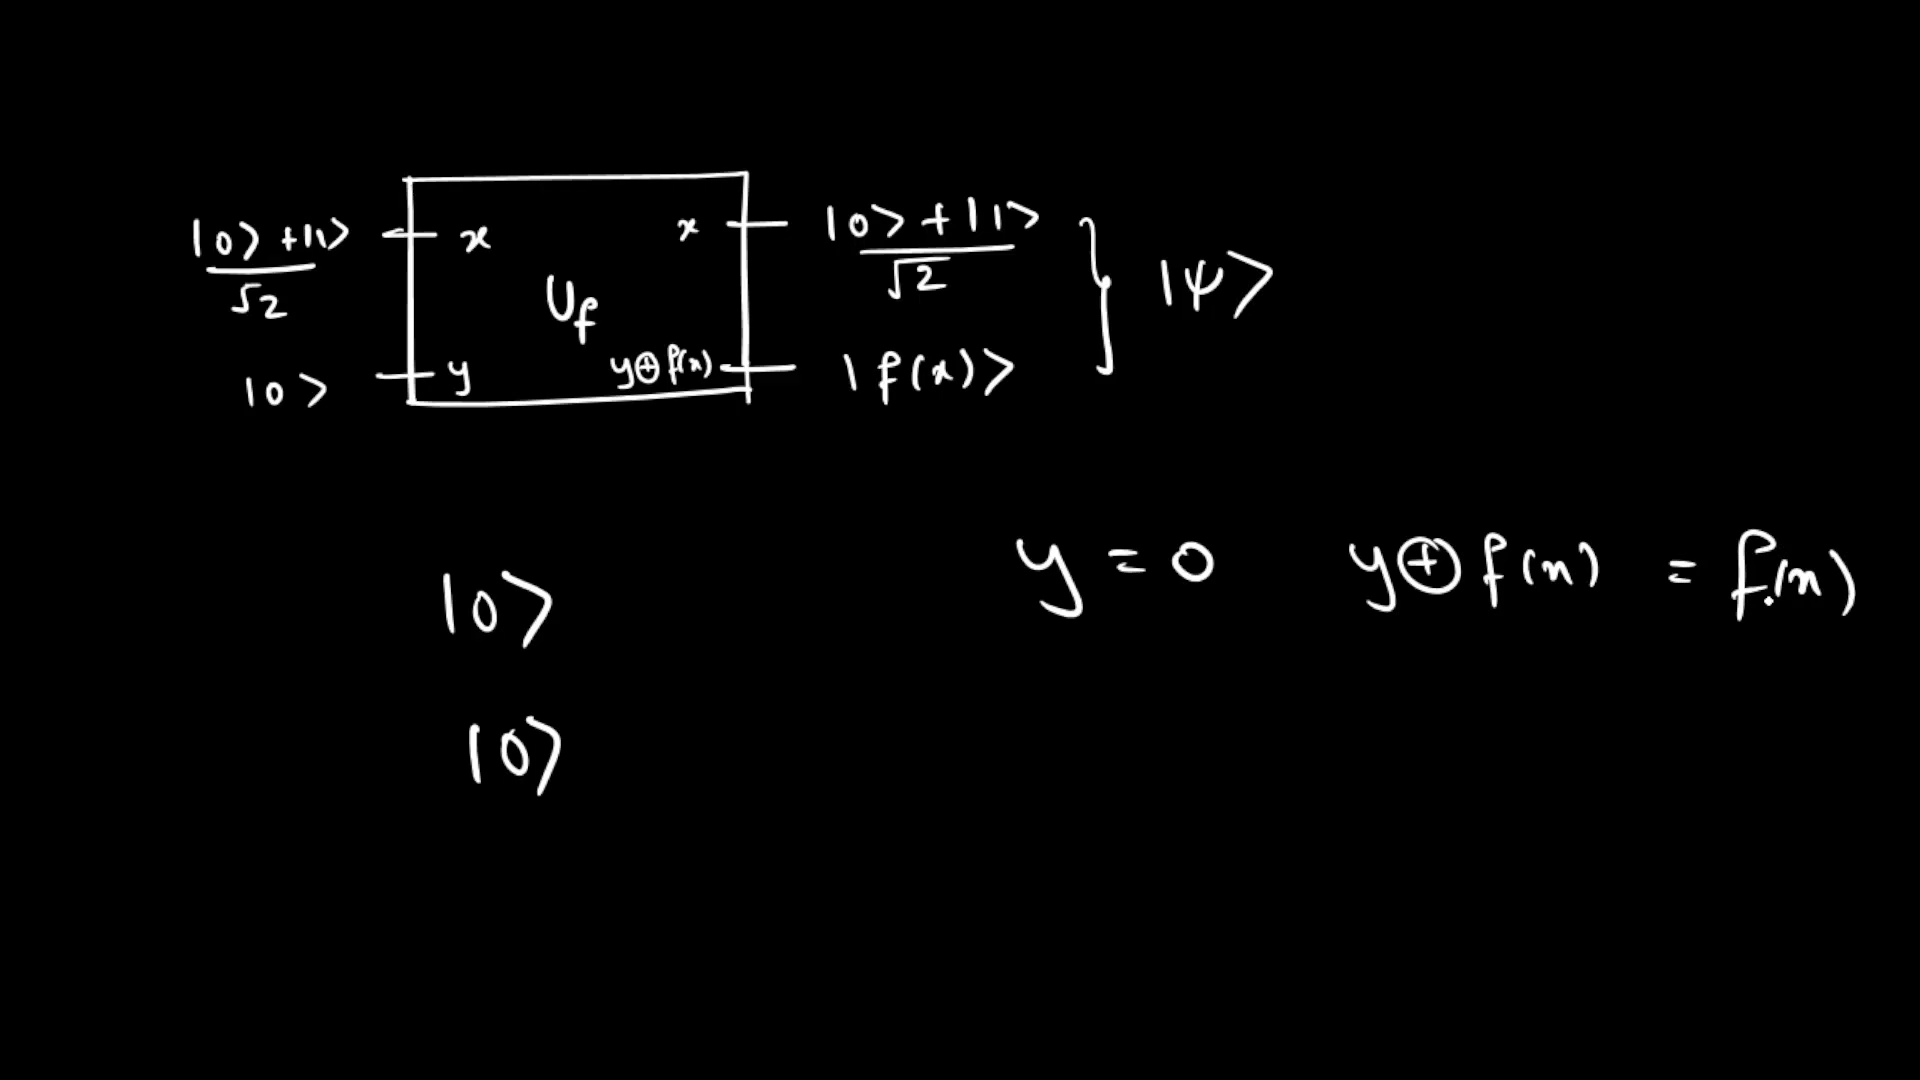 |0⟩ + |1⟩ / √2   x   x   |0⟩ + |1⟩ / √2
U_f   |ψ⟩
|0⟩   y   y⊕f(x)   |f(x)⟩
y = 0   y⊕f(x) = f(x)
|0⟩
|0⟩